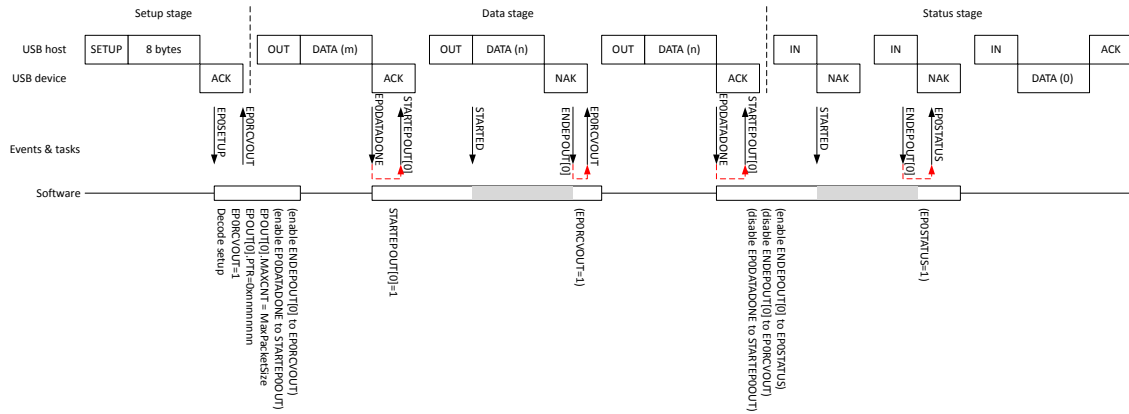 Setup stage
Data stage
Status stage
USB host
SETUP
8 bytes
OUT
DATA (m)
OUT
DATA (n)
OUT
DATA (n)
IN
IN
IN
ACK
USB device
ACK
ACK
NAK
ACK
NAK
NAK
DATA (0)
Events & tasks
EP0SETUP
EP0RCVOUT
EP0DATADONE
STARTEPOUT[0]
STARTED
ENDEPOUT[0]
EP0RCVOUT
EP0DATADONE
STARTEPOUT[0]
STARTED
ENDEPOUT[0]
EP0STATUS
Software
Decode setup
EP0RCVOUT=1
EPOUT[0].PTR=0xnnnnnnnn
EPOUT[0].MAXCNT = MaxPacketSize
(enable EP0DATADONE to STARTEP0OUT)
(enable ENDEPOUT[0] to EP0RCVOUT)
STARTEPOUT[0]=1
(EP0RCVOUT=1)
(disable EP0DATADONE to STARTEP0OUT)
(disable ENDEPOUT[0] to EP0RCVOUT)
(enable ENDEPOUT[0] to EP0STATUS)
(EP0STATUS=1)